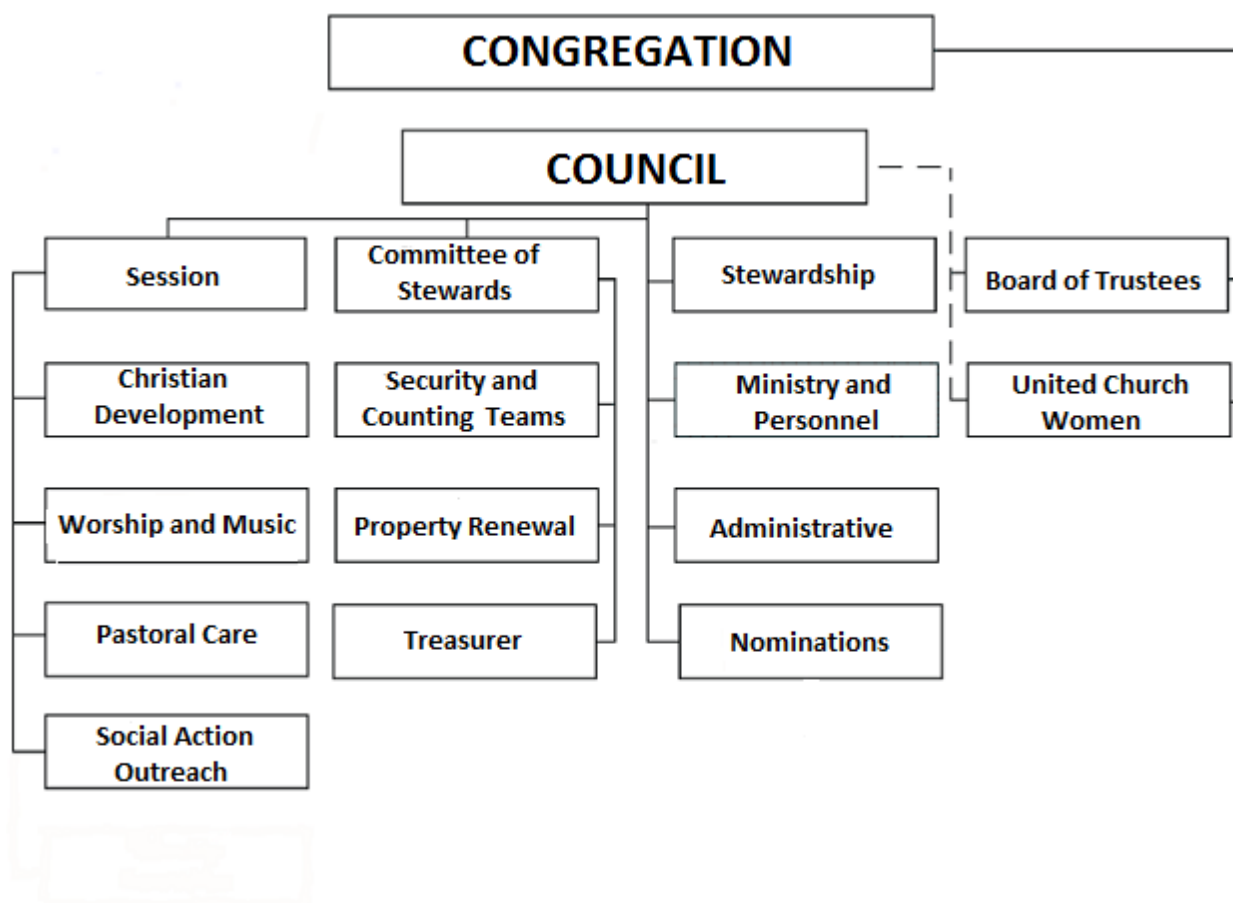 CONGREGATION
COUNCIL
Session
Committee of
Stewards
Stewardship
Board of Trustees
Christian
Development
Security and
Counting Teams
Ministry and
Personnel
United Church
Women
Worship and Music
Property Renewal
Administrative
Pastoral Care
Treasurer
Nominations
Social Action
Outreach